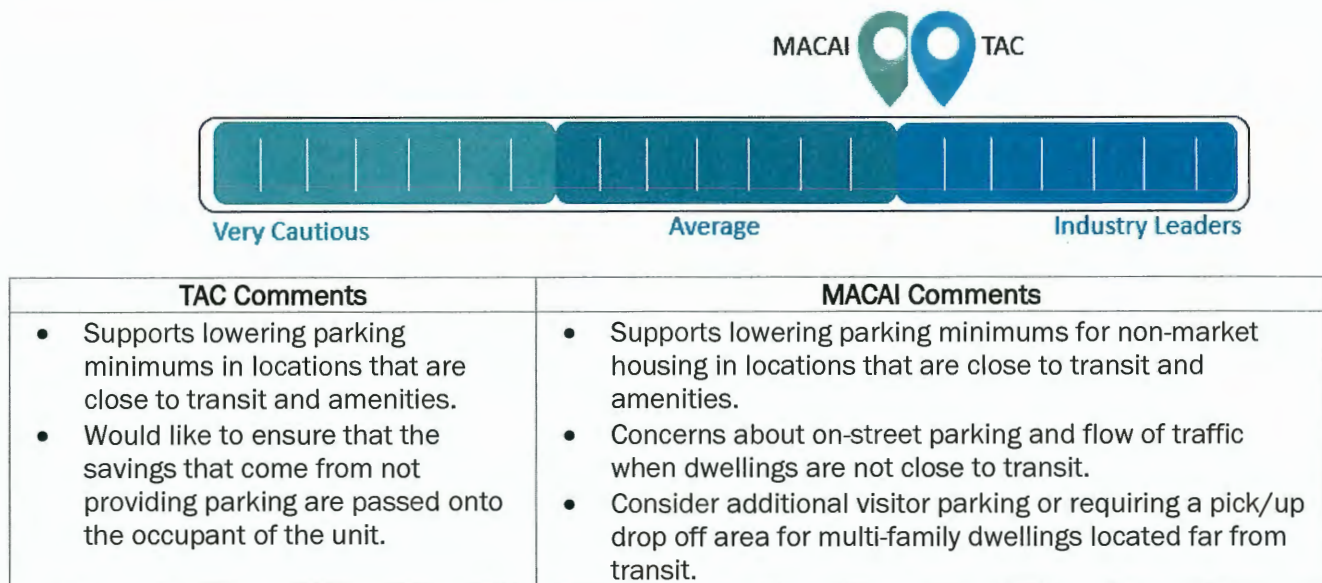 MACAI TAC
Very Cautious Average Industry Leaders
TAC Comments
• Supports lowering parking
minimums in locations that are
close to transit and amenities.
• Would like to ensure that the
savings that come from not
providing parking are passed onto
the occupant of the unit.
MACAI Comments
• Supports lowering parking minimums for non-market
housing in locations that are close to transit and
amenities.
• Concerns about on-street parking and flow of traffic
when dwellings are not close to transit.
• Consider additional visitor parking or requiring a pick/up
drop off area for multi-family dwellings located far from
transit.